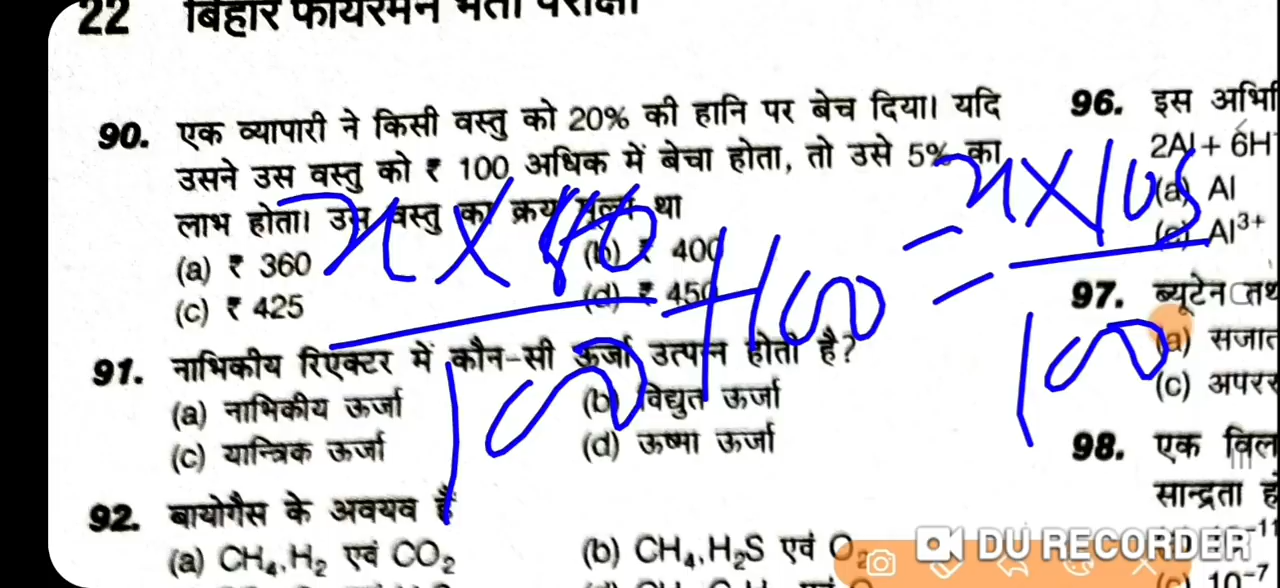 22 बिहार फायरमैन भर्ती परीक्षा
90. एक व्यापारी ने किसी वस्तु को 20% की हानि पर बेच दिया। यदि
उसने उस वस्तु को ₹ 100 अधिक में बेचा होता, तो उसे 5% का
लाभ होता। उस वस्तु का क्रय मूल्य था
(a) ₹ 360 (b) ₹ 400
(c) ₹ 425 (d) ₹ 450
x × 80 / 100 + 100 = x × 105 / 100
91. नाभिकीय रिएक्टर में कौन-सी ऊर्जा उत्पन्न होती है?
(a) नाभिकीय ऊर्जा (b) विद्युत ऊर्जा
(c) यान्त्रिक ऊर्जा (d) ऊष्मा ऊर्जा
92. बायोगैस के अवयव हैं
(a) CH₄, H₂ एवं CO₂ (b) CH₄, H₂S एवं O₂
96. इस
2Al + 6H
(a) Al
(c) Al³⁺
97. ब्यूटेन
(a)
(c)
98. एक
सान्द्रता
10⁻⁷
DU RECORDER